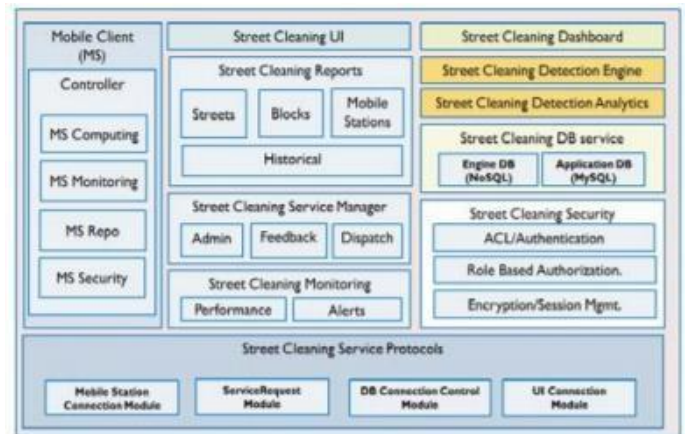 Mobile Client
(MS)
Controller
MS Computing
MS Monitoring
MS Repo
MS Security
Street Cleaning UI
Street Cleaning Reports
Streets
Blocks
Mobile
Stations
Historical
Street Cleaning Service Manager
Admin
Feedback
Dispatch
Street Cleaning Monitoring
Performance
Alerts
Street Cleaning Dashboard
Street Cleaning Detection Engine
Street Cleaning Detection Analytics
Street Cleaning DB service
Engine DB
(NoSQL)
Application DB
(MySQL)
Street Cleaning Security
ACL/Authentication
Role Based Authorization.
Encryption/Session Mgmt.
Street Cleaning Service Protocols
Mobile Station
Connection Module
ServiceRequest
Module
DB Connection Control
Module
UI Connection
Module